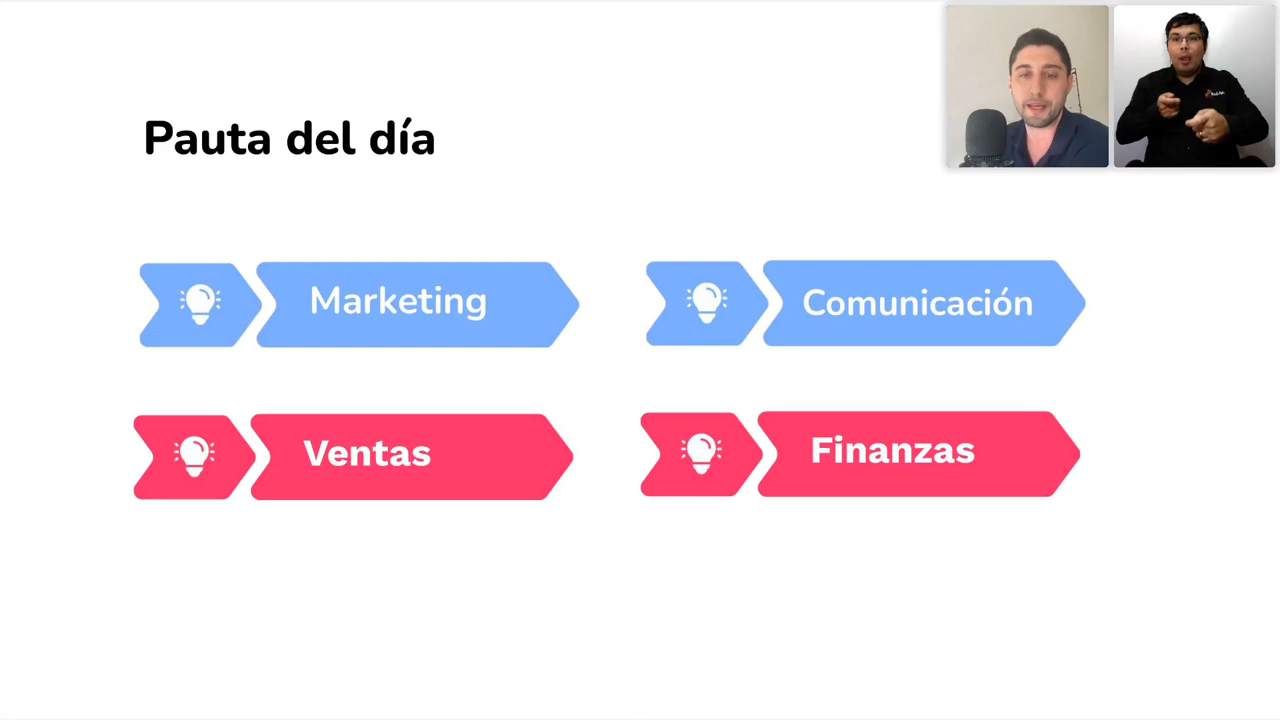 Pauta del día
Marketing
Comunicación
Ventas
Finanzas